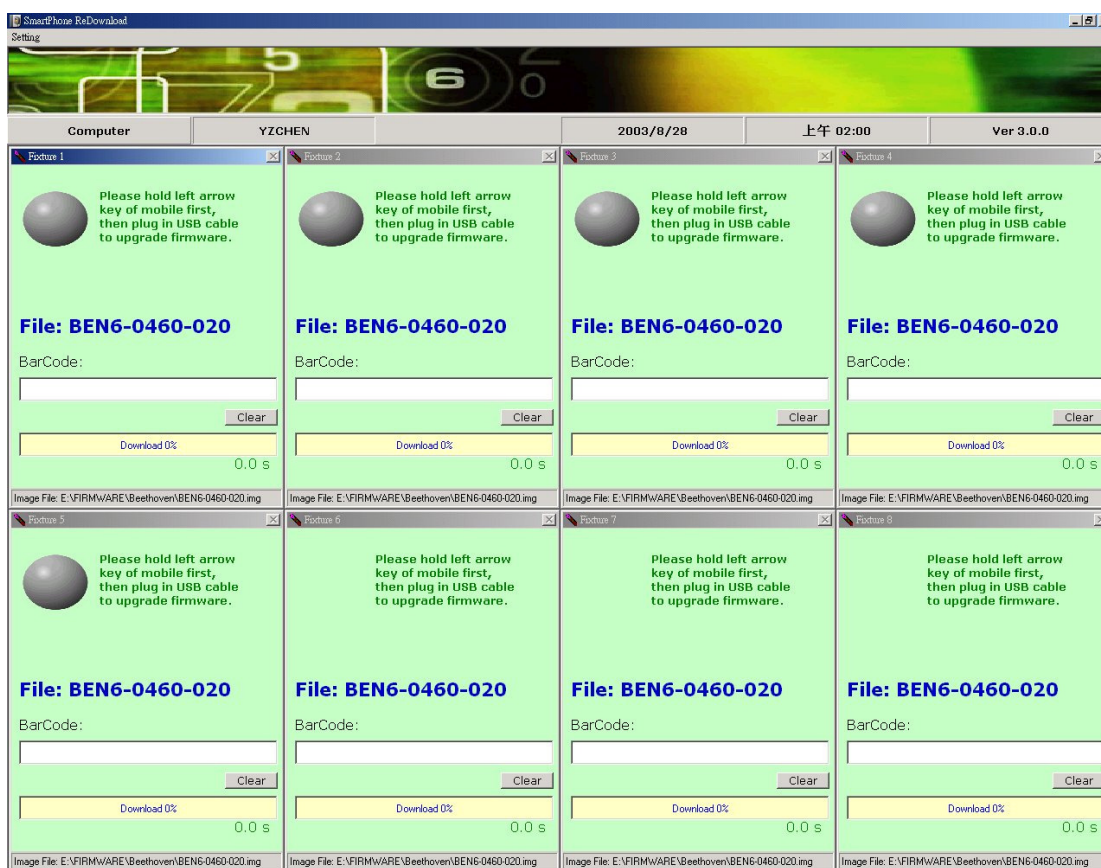 SmartPhone ReDownload
Setting
15
6
2
0
7
2
Computer YZCHEN 2003/8/28 上午 02:00 Ver 3.0.0
Fixture 1
Please hold left arrow
key of mobile first,
then plug in USB cable
to upgrade firmware.
File: BEN6-0460-020
BarCode:
Clear
Download 0%
0.0 s
Image File: E:\FIRMWARE\Beethoven\BEN6-0460-020.img
Fixture 2
Please hold left arrow
key of mobile first,
then plug in USB cable
to upgrade firmware.
File: BEN6-0460-020
BarCode:
Clear
Download 0%
0.0 s
Image File: E:\FIRMWARE\Beethoven\BEN6-0460-020.img
Fixture 3
Please hold left arrow
key of mobile first,
then plug in USB cable
to upgrade firmware.
File: BEN6-0460-020
BarCode:
Clear
Download 0%
0.0 s
Image File: E:\FIRMWARE\Beethoven\BEN6-0460-020.img
Fixture 4
Please hold left arrow
key of mobile first,
then plug in USB cable
to upgrade firmware.
File: BEN6-0460-020
BarCode:
Clear
Download 0%
0.0 s
Image File: E:\FIRMWARE\Beethoven\BEN6-0460-020.img
Fixture 5
Please hold left arrow
key of mobile first,
then plug in USB cable
to upgrade firmware.
File: BEN6-0460-020
BarCode:
Clear
Download 0%
0.0 s
Image File: E:\FIRMWARE\Beethoven\BEN6-0460-020.img
Fixture 6
Please hold left arrow
key of mobile first,
then plug in USB cable
to upgrade firmware.
File: BEN6-0460-020
BarCode:
Clear
Download 0%
0.0 s
Image File: E:\FIRMWARE\Beethoven\BEN6-0460-020.img
Fixture 7
Please hold left arrow
key of mobile first,
then plug in USB cable
to upgrade firmware.
File: BEN6-0460-020
BarCode:
Clear
Download 0%
0.0 s
Image File: E:\FIRMWARE\Beethoven\BEN6-0460-020.img
Fixture 8
Please hold left arrow
key of mobile first,
then plug in USB cable
to upgrade firmware.
File: BEN6-0460-020
BarCode:
Clear
Download 0%
0.0 s
Image File: E:\FIRMWARE\Beethoven\BEN6-0460-020.img